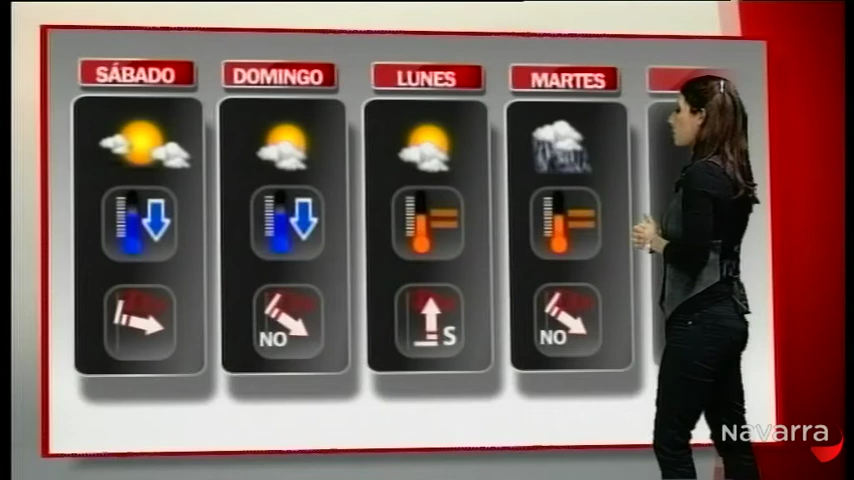 SÁBADO
DOMINGO
LUNES
MARTES
NO
S
NO
Navarra